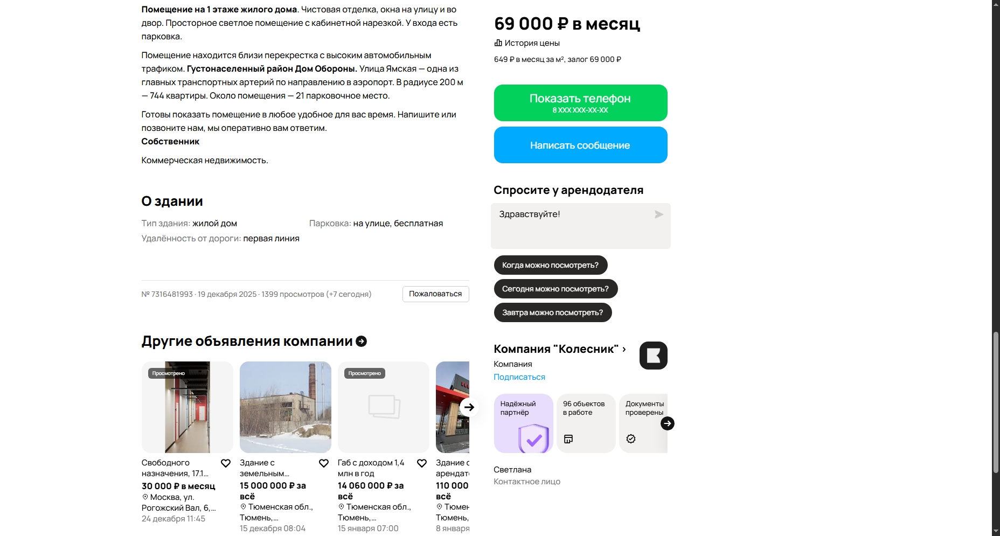 Помещение на 1 этаже жилого дома. Чистовая отделка, окна на улицу и во
двор. Просторное светлое помещение с кабинетной нарезкой. У входа есть
парковка.
Помещение находится близи перекрестка с высоким автомобильным
трафиком. Густонаселенный район Дом Обороны. Улица Ямская — одна из
главных транспортных артерий по направлению в аэропорт. В радиусе 200 м
— 744 квартиры. Около помещения — 21 парковочное место.
Готовы показать помещение в любое удобное для вас время. Напишите или
позвоните нам, мы оперативно вам ответим.
Собственник
Коммерческая недвижимость.
О здании
Тип здания: жилой дом
Парковка: на улице, бесплатная
Удалённость от дороги: первая линия
№ 7316481993 · 19 декабря 2025 · 1399 просмотров (+7 сегодня)
Пожаловаться
Другие объявления компании
Просмотрено
Свободного
назначения, 17.1...
30 000 ₽ в месяц
Москва, ул.
Рогожский Вал, 6,...
24 декабря 11:45
Здание с
земельным...
15 000 000 ₽ за
всё
Тюменская обл.,
Тюмень,...
15 декабря 08:04
Просмотрено
Габ с доходом 1,4
млн в год
14 060 000 ₽ за
всё
Тюменская обл.,
Тюмень,...
15 января 07:00
Здание с
арендат
110 000
всё
Тюмен
Тюмень,
8 января
69 000 ₽ в месяц
История цены
649 ₽ в месяц за м², залог 69 000 ₽
Показать телефон
8 XXX XXX-XX-XX
Написать сообщение
Спросите у арендодателя
Здравствуйте!
Когда можно посмотреть?
Сегодня можно посмотреть?
Завтра можно посмотреть?
Компания "Колесник" ›
Компания
Подписаться
Надёжный
партнёр
96 объектов
в работе
Документы
проверены
Светлана
Контактное лицо